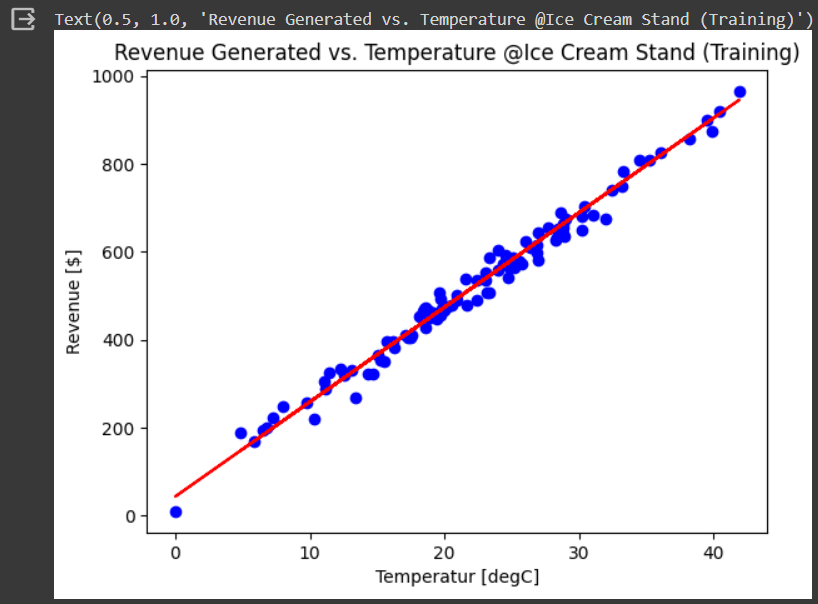 Text(0.5, 1.0, 'Revenue Generated vs. Temperature @Ice Cream Stand (Training)')
Revenue Generated vs. Temperature @Ice Cream Stand (Training)
1000
800
600
400
200
0
Revenue [$]
0 10 20 30 40
Temperatur [degC]